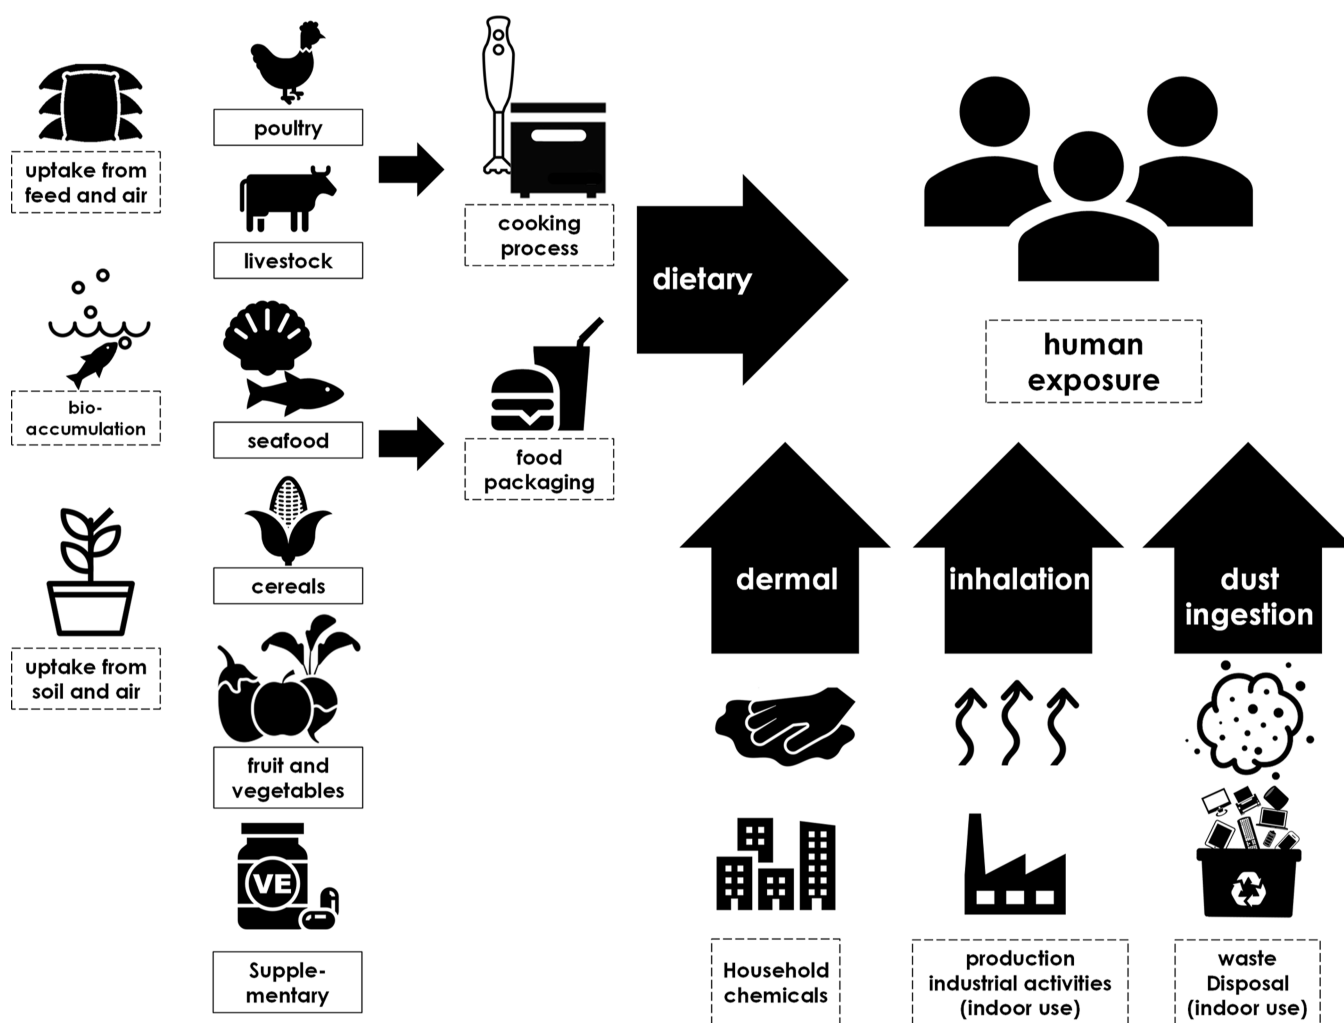 uptake from
feed and air
bio-
accumulation
uptake from
soil and air
poultry
livestock
seafood
cereals
fruit and
vegetables
VE
Supple-
mentary
cooking
process
food
packaging
dietary
human
exposure
dermal
inhalation
dust
ingestion
Household
chemicals
production
industrial activities
(indoor use)
waste
Disposal
(indoor use)